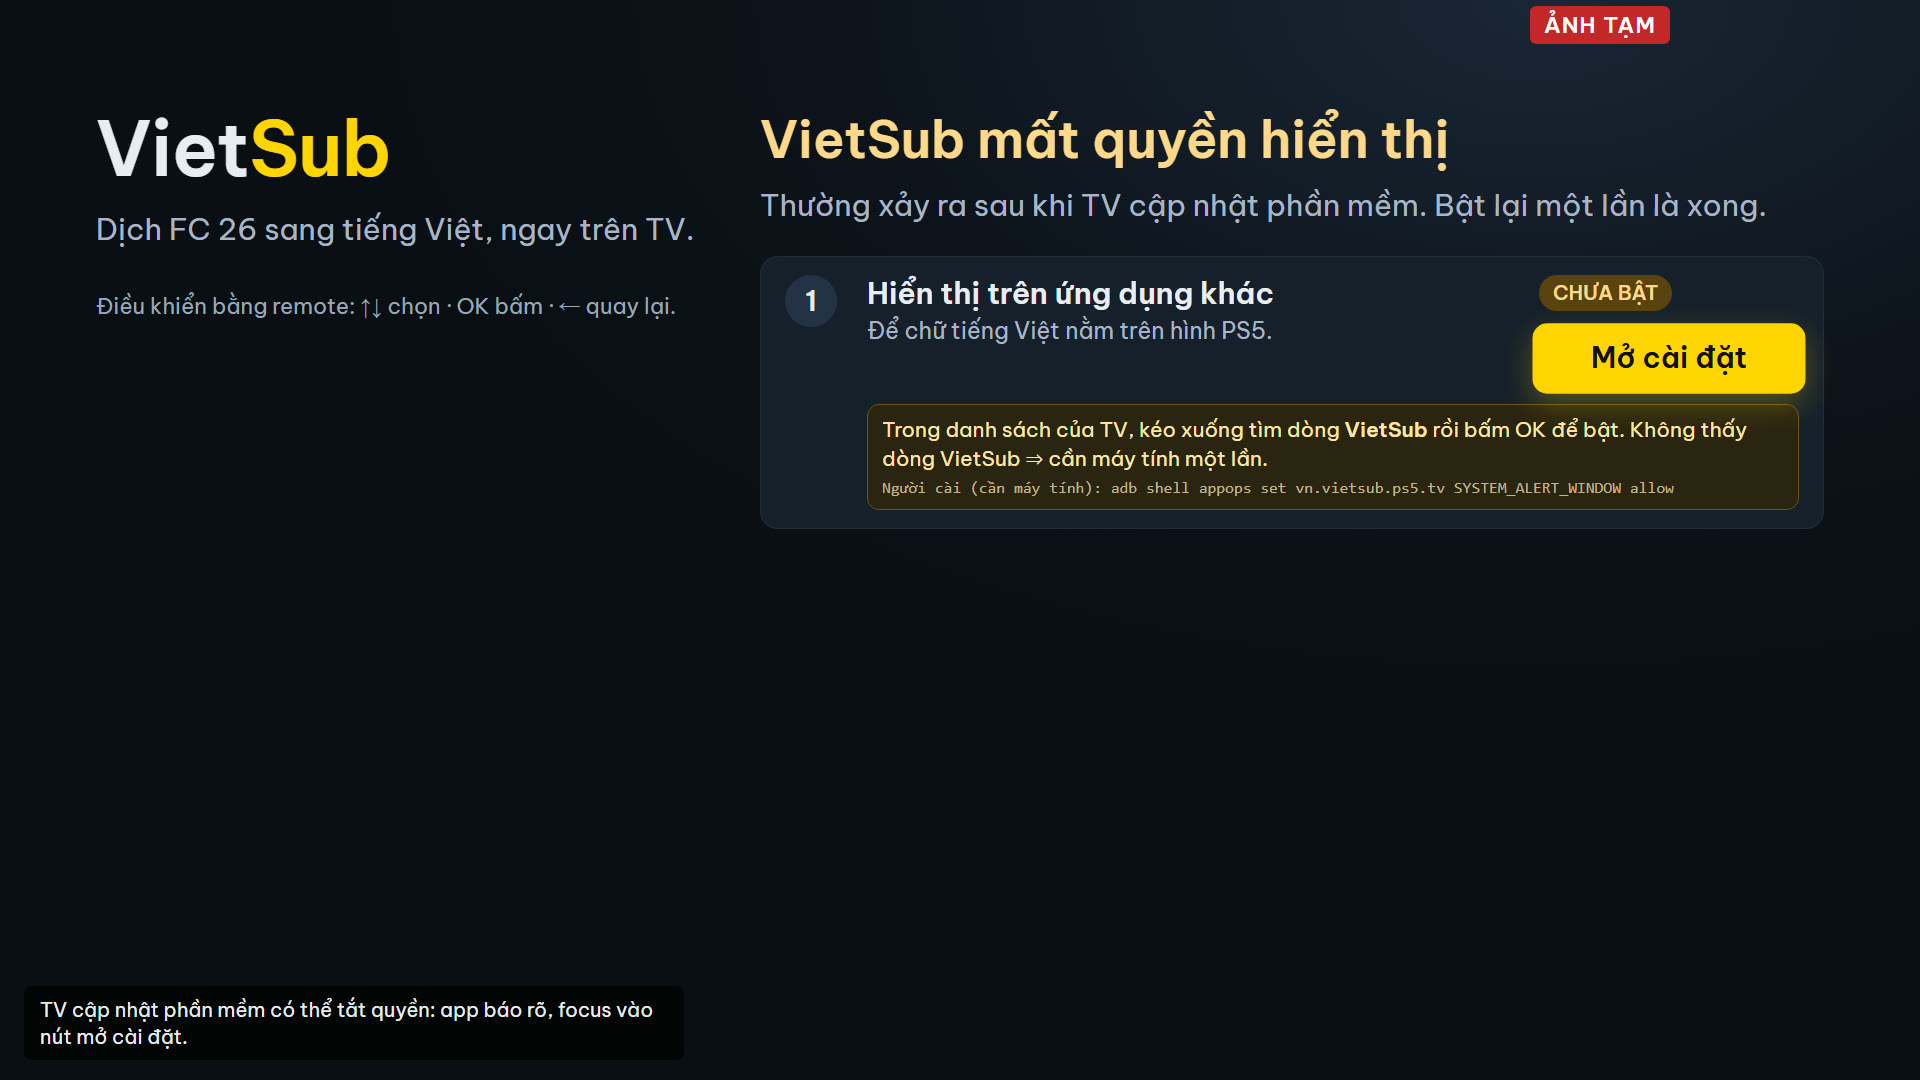 ẢNH TẠM
VietSub
Dịch FC 26 sang tiếng Việt, ngay trên TV.
Điều khiển bằng remote: ↑↓ chọn · OK bấm · ← quay lại.
VietSub mất quyền hiển thị
Thường xảy ra sau khi TV cập nhật phần mềm. Bật lại một lần là xong.
1
Hiển thị trên ứng dụng khác
Để chữ tiếng Việt nằm trên hình PS5.
CHƯA BẬT
Mở cài đặt
Trong danh sách của TV, kéo xuống tìm dòng VietSub rồi bấm OK để bật. Không thấy
dòng VietSub ⇒ cần máy tính một lần.
Người cài (cần máy tính): adb shell appops set vn.vietsub.ps5.tv SYSTEM_ALERT_WINDOW allow
TV cập nhật phần mềm có thể tắt quyền: app báo rõ, focus vào
nút mở cài đặt.